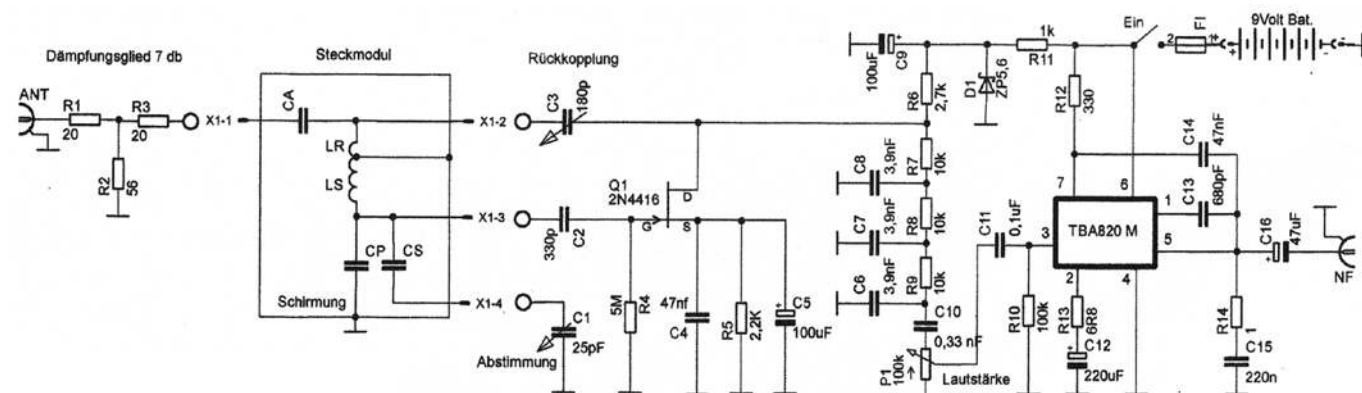 Dämpfungsglied 7 db
Steckmodul
Rückkopplung
Ein
FI
9Volt Bat.
100uF
C9
R6
2,7k
D1
ZP5,6
1k
R11
R12
330
2
1
+
+
-
-
ANT
R1
20
R3
20
R2
56
X1-1
CA
X1-2
C3
180p
LR
LS
X1-3
330p
C2
Q1
2N4416
D
G
S
CP
CS
Schirmung
X1-4
C1
25pF
Abstimmung
5M
R4
47nf
C4
R5
2,2K
C5
100uF
+
C8
3,9nF
C7
3,9nF
C6
3,9nF
R7
10k
R8
10k
R9
10k
C10
0,33 nF
P1
100k
Lautstärke
C11
0,1uF
R10
100k
7
6
3
TBA820 M
1
5
2
4
C14
47nF
C13
680pF
R13
6R8
C12
220uF
+
C16
47uF
+
NF
R14
1
C15
220n